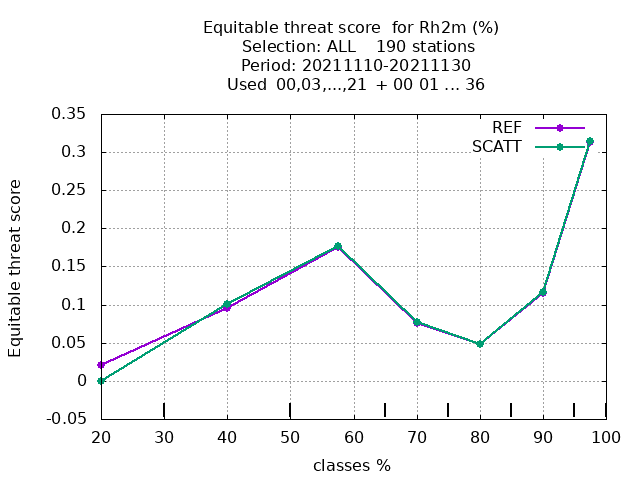 Equitable threat score  for Rh2m (%)
Selection: ALL    190 stations
Period: 20211110-20211130
Used  00,03,...,21  + 00 01 ... 36
REF
SCATT
Equitable threat score
0.35
0.3
0.25
0.2
0.15
0.1
0.05
0
-0.05
20 30 40 50 60 70 80 90 100
classes %